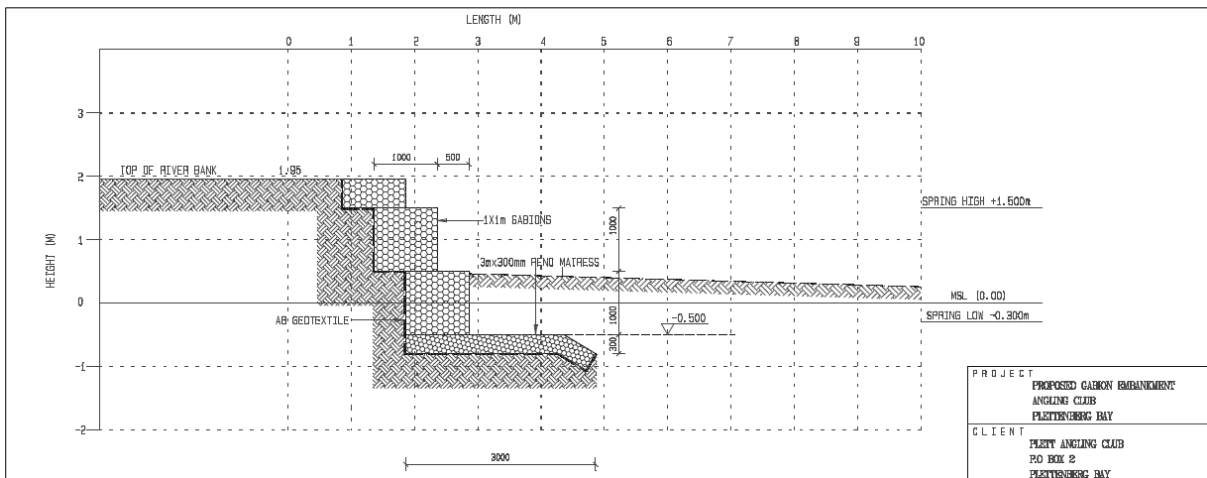 LENGTH (M)
0 1 2 3 4 5 6 7 8 9 10
3
2
1
0
-1
-2
HEIGHT (M)
1000 500
TOP OF RIVER BANK 1.95
1X1m GABIONS
1000
SPRING HIGH +1.500m
3mx300mm RENO MATRESS
MSL (0.00)
SPRING LOW -0.300m
A8 GEOTEXTILE
1000
-0.500
300
3000
PROJECT
PROPOSED GABION EMBANKMENT
ANGLING CLUB
PLETTENBERG BAY
CLIENT
PLETT ANGLING CLUB
P.O BOX 2
PLETTENBERG BAY